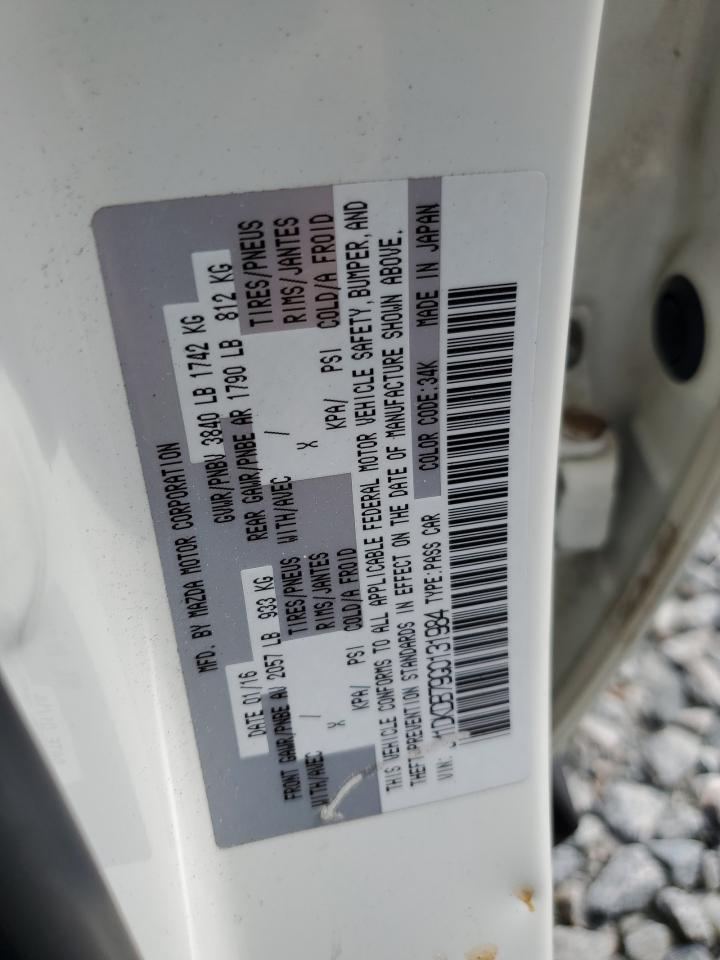 MFD. BY MAZDA MOTOR CORPORATION
DATE 01/16 GVWR/PNBV 3840 LB 1742 KG
FRONT GAWR/PNBE AV 2057 LB 933 KG REAR GAWR/PNBE AR 1790 LB 812 KG
WITH/AVEC / TIRES/PNEUS WITH/AVEC / TIRES/PNEUS
X RIMS/JANTES X RIMS/JANTES
KPA/ PSI COLD/A FROID KPA/ PSI COLD/A FROID
THIS VEHICLE CONFORMS TO ALL APPLICABLE FEDERAL MOTOR VEHICLE SAFETY, BUMPER, AND
THEFT PREVENTION STANDARDS IN EFFECT ON THE DATE OF MANUFACTURE SHOWN ABOVE.
VIN: JM1DKDB79G0131984 TYPE:PASS CAR COLOR CODE:34K MADE IN JAPAN